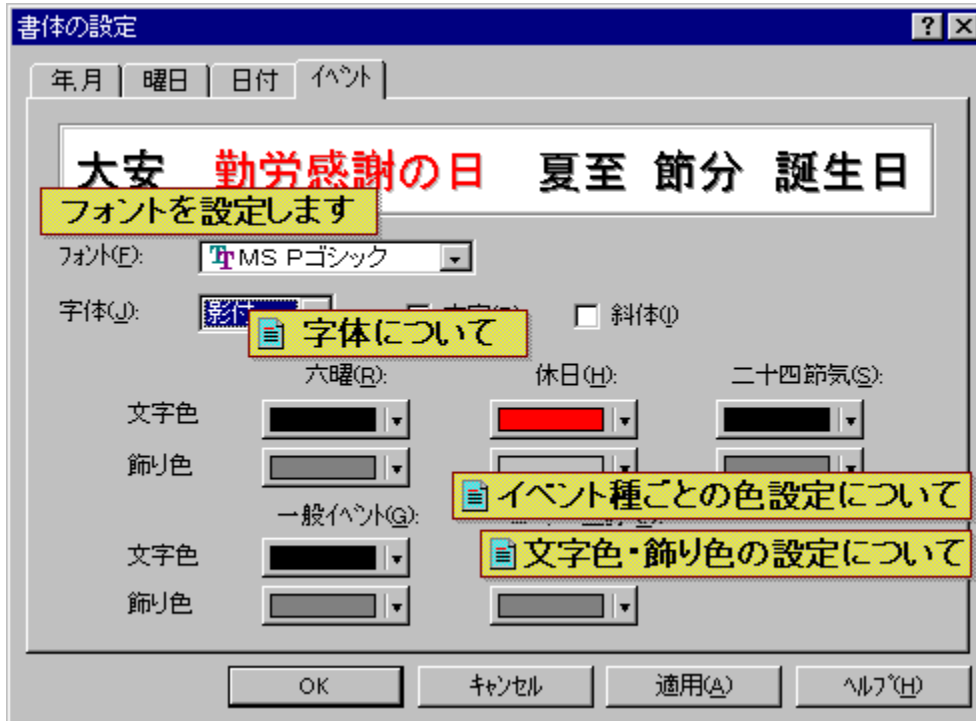 書体の設定
年月 曜日 日付 イベント
大安 勤労感謝の日 夏至 節分 誕生日
フォントを設定します
フォント(F): MS Pゴシック
字体(J): 影付 斜体(I)
字体について
六曜(R): 休日(H): 二十四節気(S):
文字色
飾り色
イベント種ごとの色設定について
一般イベント(G):
文字色
文字色・飾り色の設定について
飾り色
OK キャンセル 適用(A) ヘルプ(H)